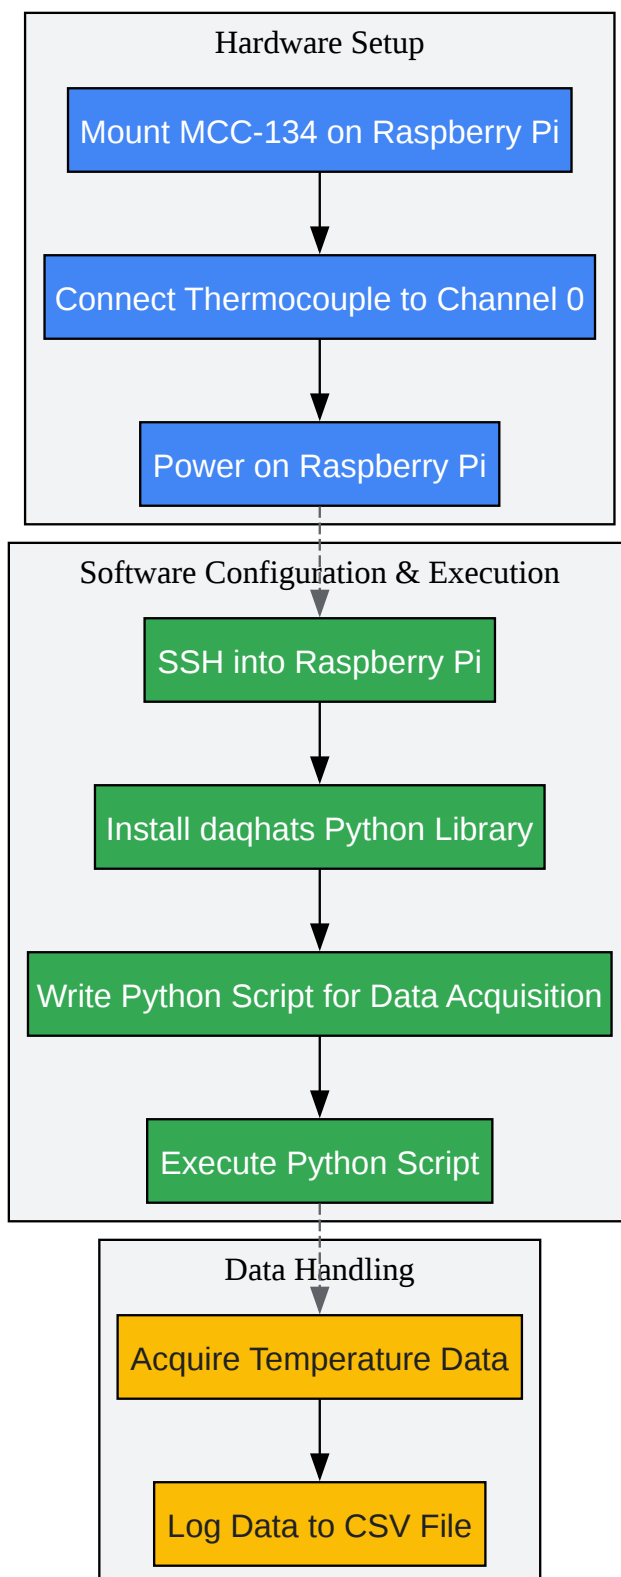 Hardware Setup
Mount MCC-134 on Raspberry Pi
Connect Thermocouple to Channel 0
Power on Raspberry Pi
Software Configuration & Execution
SSH into Raspberry Pi
Install daqhats Python Library
Write Python Script for Data Acquisition
Execute Python Script
Data Handling
Acquire Temperature Data
Log Data to CSV File